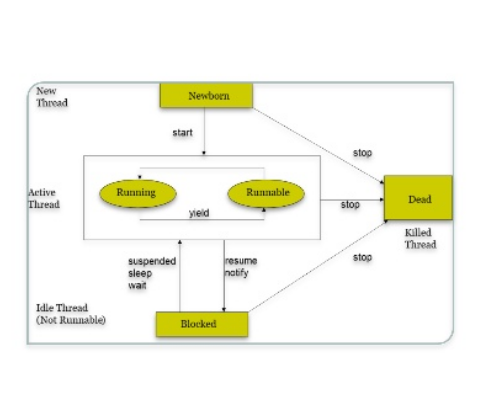 New
Thread
Newborn
start
stop
Active
Thread
Running
Runnable
yield
stop
Dead
Killed
Thread
suspended
sleep
wait
resume
notify
stop
Idle Thread
(Not Runnable)
Blocked